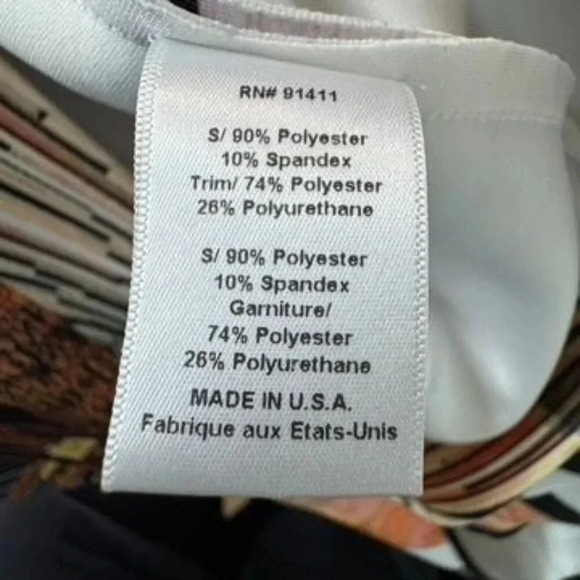 RN# 91411
S/ 90% Polyester
10% Spandex
Trim/ 74% Polyester
26% Polyurethane
S/ 90% Polyester
10% Spandex
Garniture/
74% Polyester
26% Polyurethane
MADE IN U.S.A.
Fabrique aux Etats-Unis